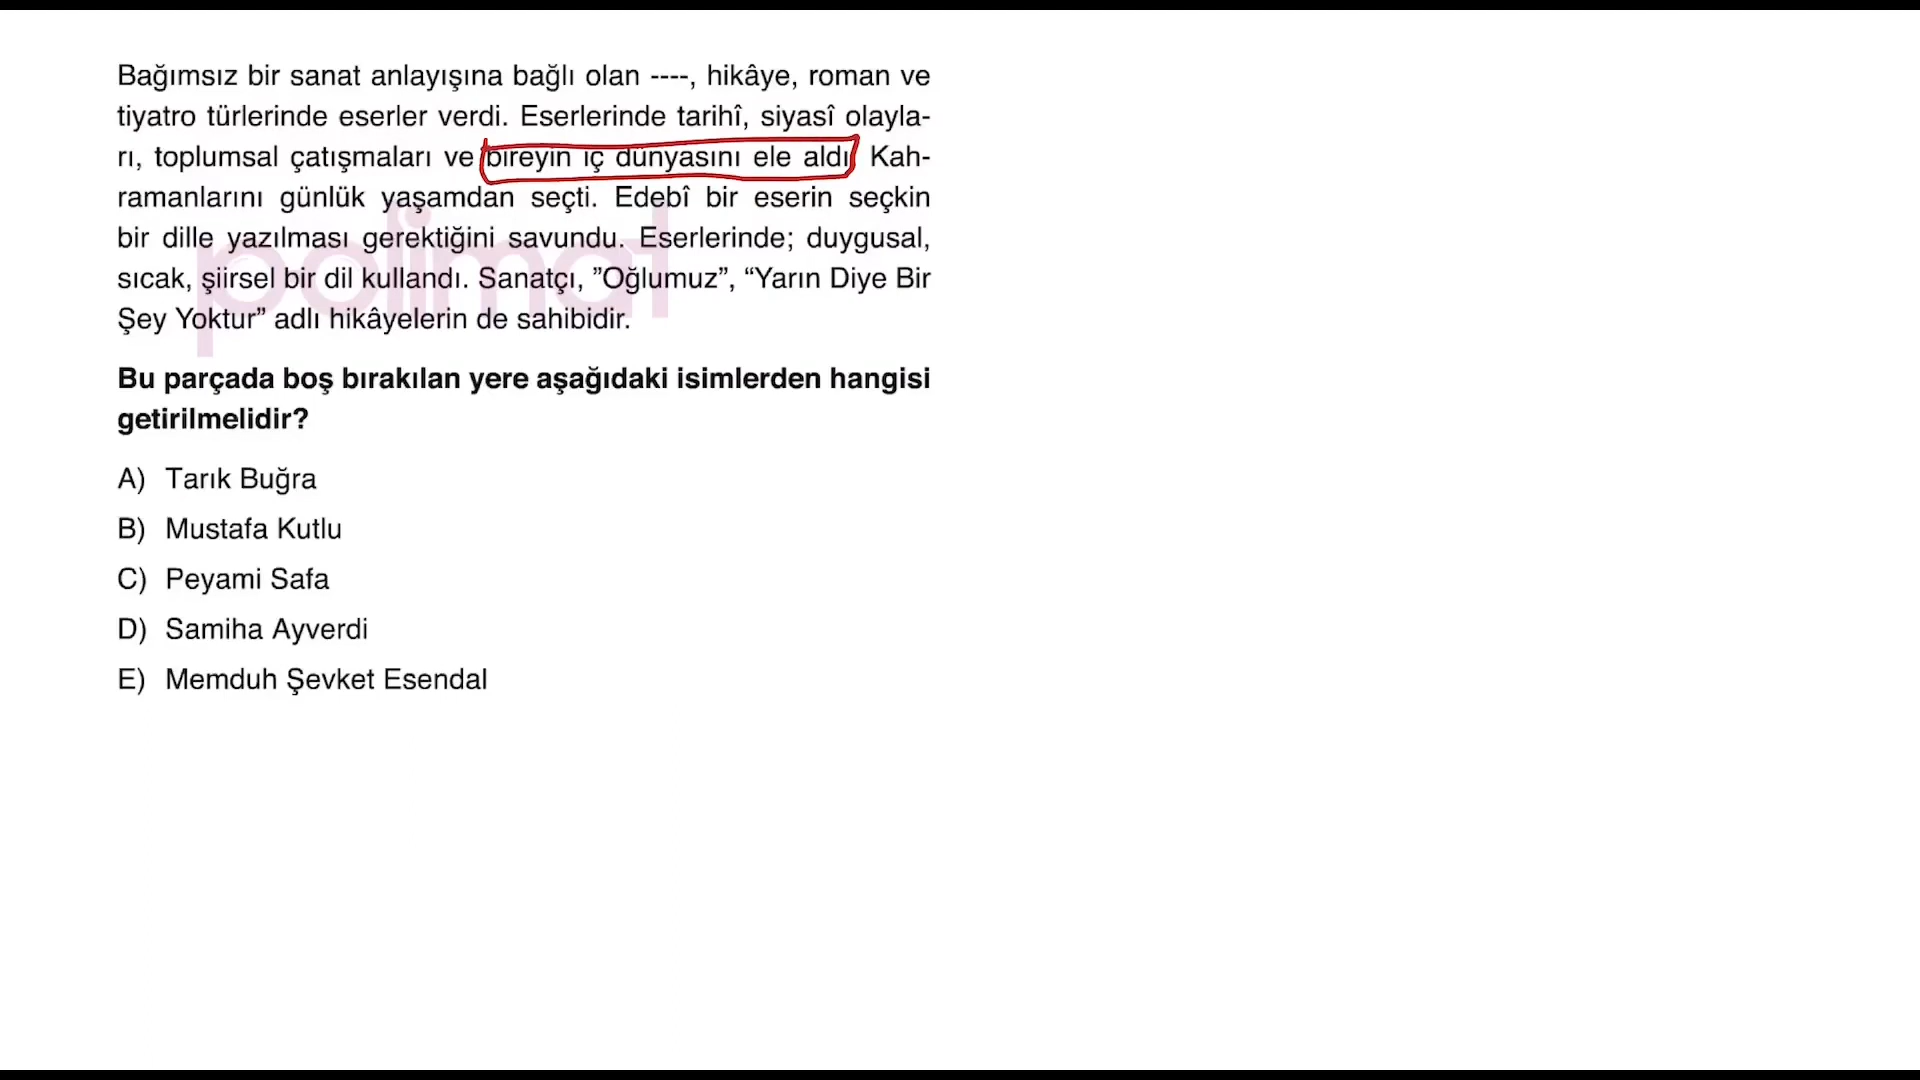 Bağımsız bir sanat anlayışına bağlı olan ----, hikâye, roman ve
tiyatro türlerinde eserler verdi. Eserlerinde tarihî, siyasî olayla-
rı, toplumsal çatışmaları ve bireyin iç dünyasını ele aldı. Kah-
ramanlarını günlük yaşamdan seçti. Edebî bir eserin seçkin
bir dille yazılması gerektiğini savundu. Eserlerinde; duygusal,
sıcak, şiirsel bir dil kullandı. Sanatçı, ”Oğlumuz”, “Yarın Diye Bir
Şey Yoktur” adlı hikâyelerin de sahibidir.
polimat
Bu parçada boş bırakılan yere aşağıdaki isimlerden hangisi
getirilmelidir?
A) Tarık Buğra
B) Mustafa Kutlu
C) Peyami Safa
D) Samiha Ayverdi
E) Memduh Şevket Esendal